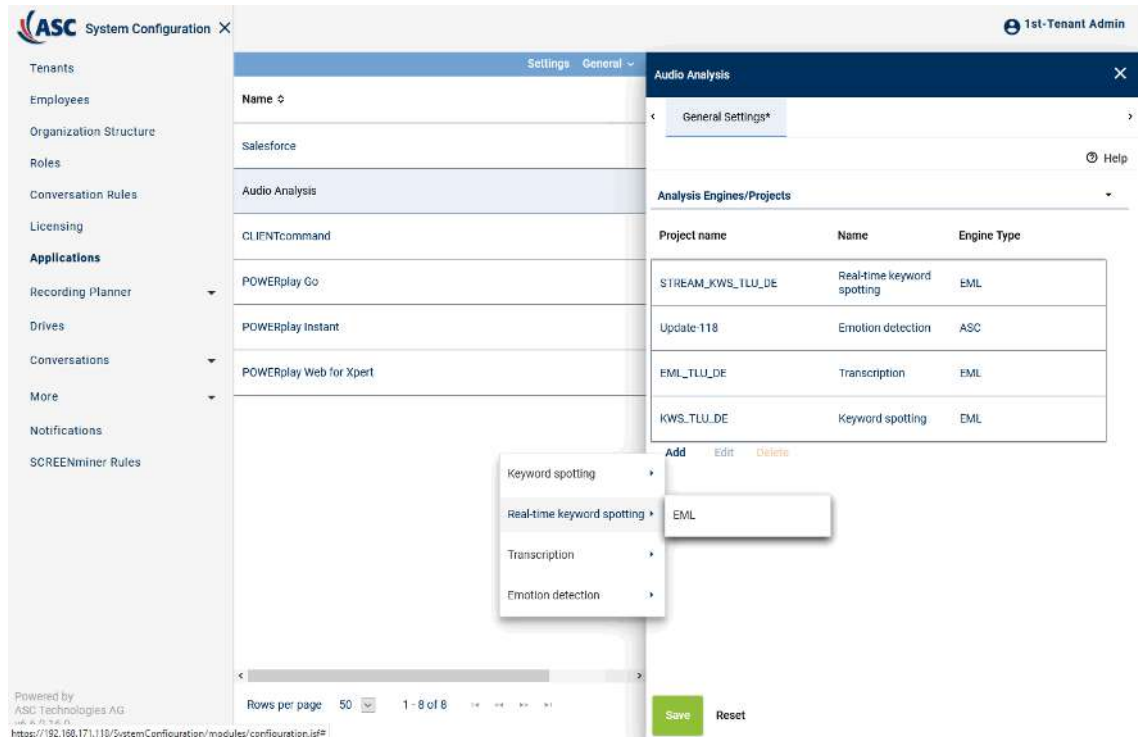 ASC System Configuration
1st-Tenant Admin
Tenants
Employees
Organization Structure
Roles
Conversation Rules
Licensing
Applications
Recording Planner
Drives
Conversations
More
Notifications
SCREENminer Rules
Powered by
ASC Technologies AG
Settings General
Name
Salesforce
Audio Analysis
CLIENTcommand
POWERplay Go
POWERplay Instant
POWERplay Web for Xpert
Rows per page 50 1 - 8 of 8
Audio Analysis
General Settings*
Help
Analysis Engines/Projects
Project name Name Engine Type
STREAM_KWS_TLU_DE Real-time keyword spotting EML
Update-118 Emotion detection ASC
EML_TLU_DE Transcription EML
KWS_TLU_DE Keyword spotting EML
Add Edit Delete
Keyword spotting
Real-time keyword spotting
EML
Transcription
Emotion detection
Save Reset
https://192.168.171.118/SystemConfiguration/modules/configuration.jsf#